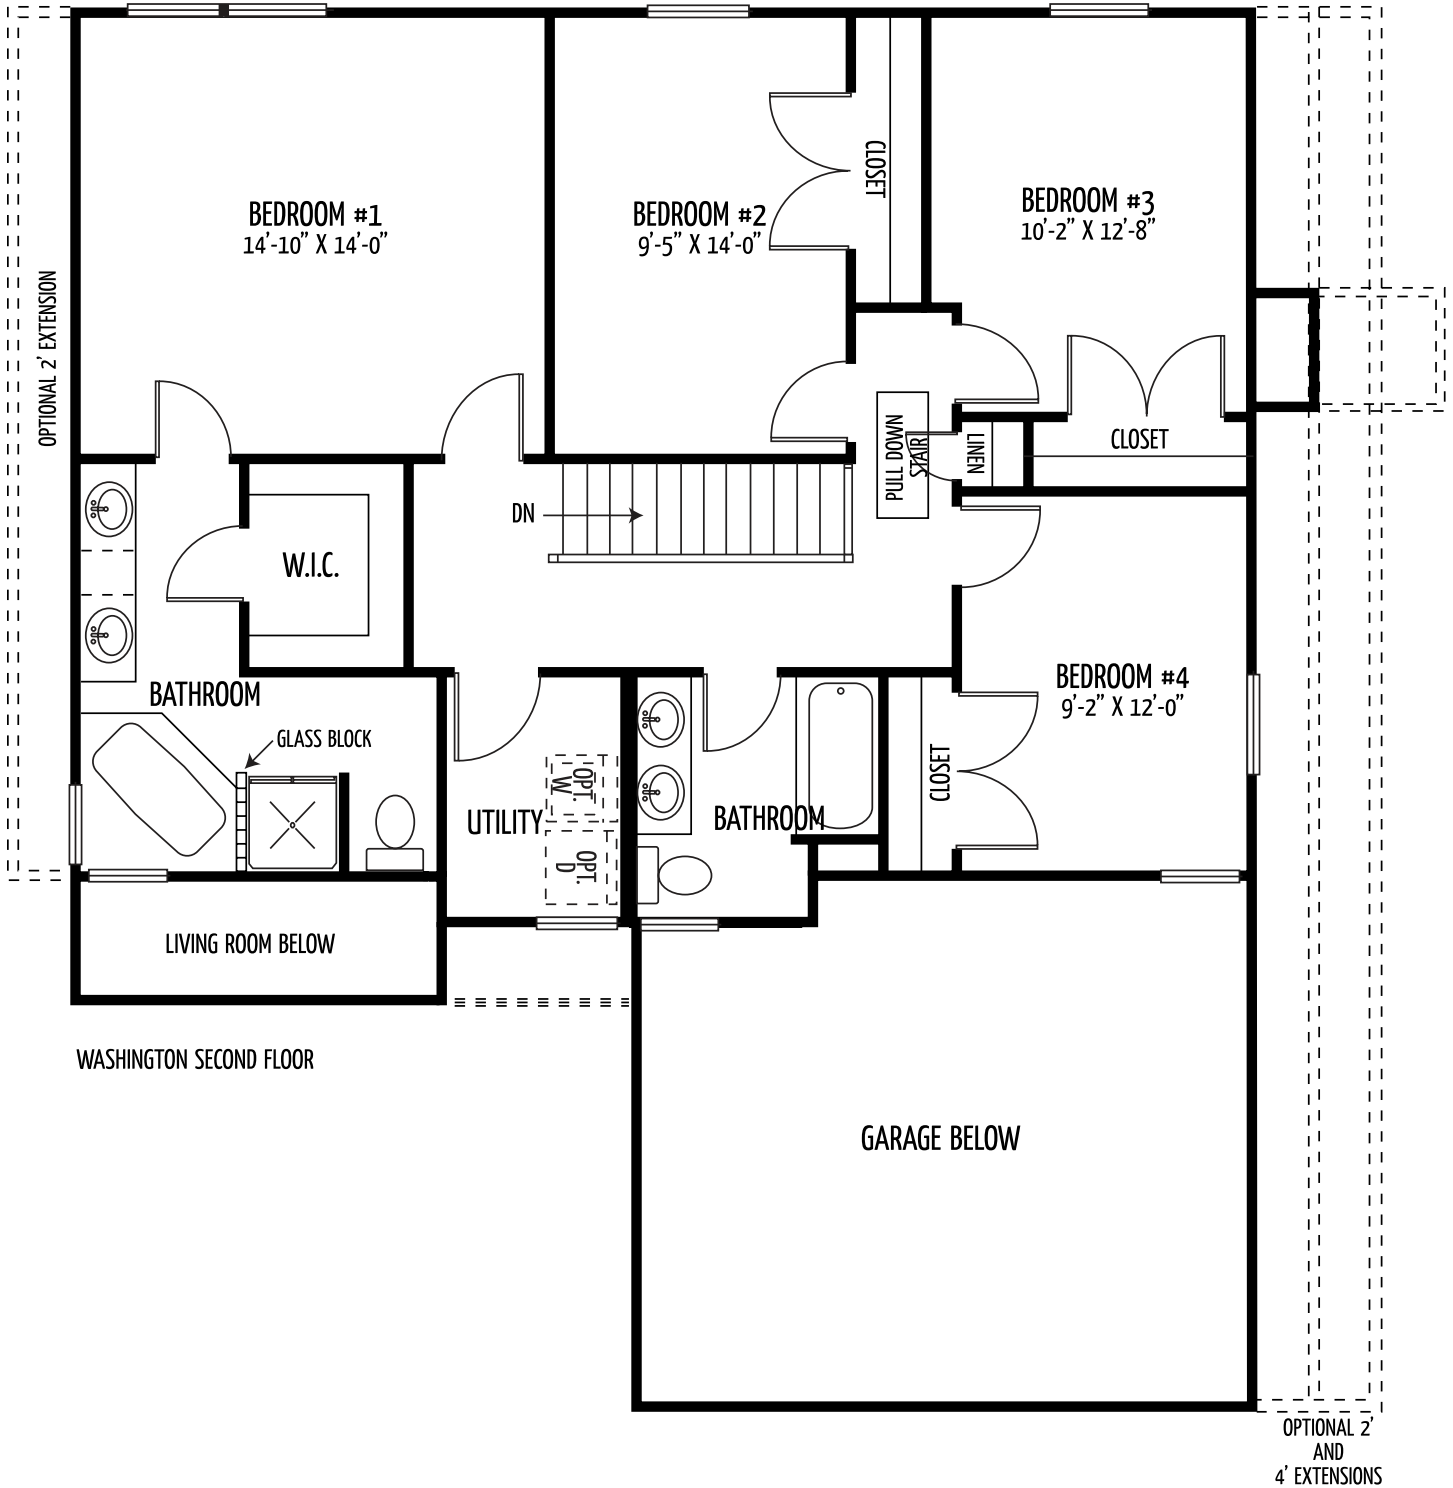 BEDROOM #1
14'-10" X 14'-0"
BEDROOM #2
9'-5" X 14'-0"
CLOSET
BEDROOM #3
10'-2" X 12'-8"
OPTIONAL 2' EXTENSION
PULL DOWN
STAIR
LINEN
CLOSET
DN
W.I.C.
BATHROOM
GLASS BLOCK
UTILITY
OPT.
W
OPT.
D
BATHROOM
CLOSET
BEDROOM #4
9'-2" X 12'-0"
LIVING ROOM BELOW
WASHINGTON SECOND FLOOR
GARAGE BELOW
OPTIONAL 2'
AND
4' EXTENSIONS